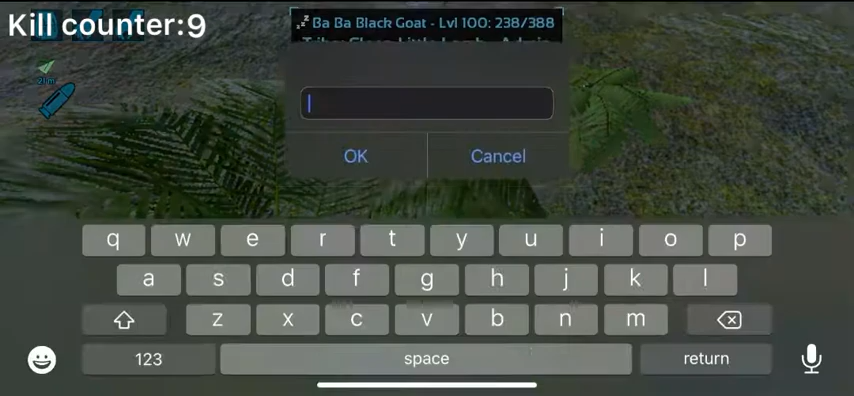 Kill counter:9
Ba Ba Black Goat - Lvl 100: 238/388
OK Cancel
q w e r t y u i o p
a s d f g h j k l
z x c v b n m
123 space return